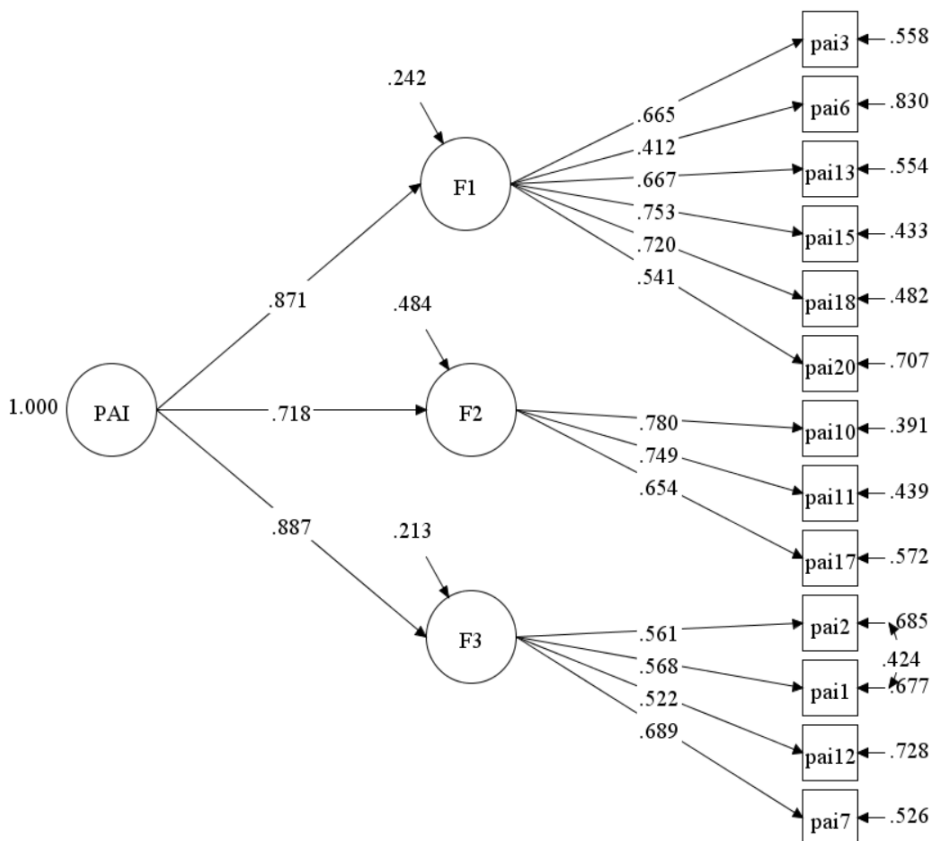 pai3
.558
.242
pai6
.830
.665
.412
pai13
.554
F1
.667
.753
pai15
.433
.720
.541
pai18
.482
.871
.484
pai20
.707
1.000
PAI
.718
F2
.780
pai10
.391
.749
.654
pai11
.439
.887
.213
pai17
.572
pai2
.685
F3
.561
.424
.568
pai1
.677
.522
.689
pai12
.728
pai7
.526